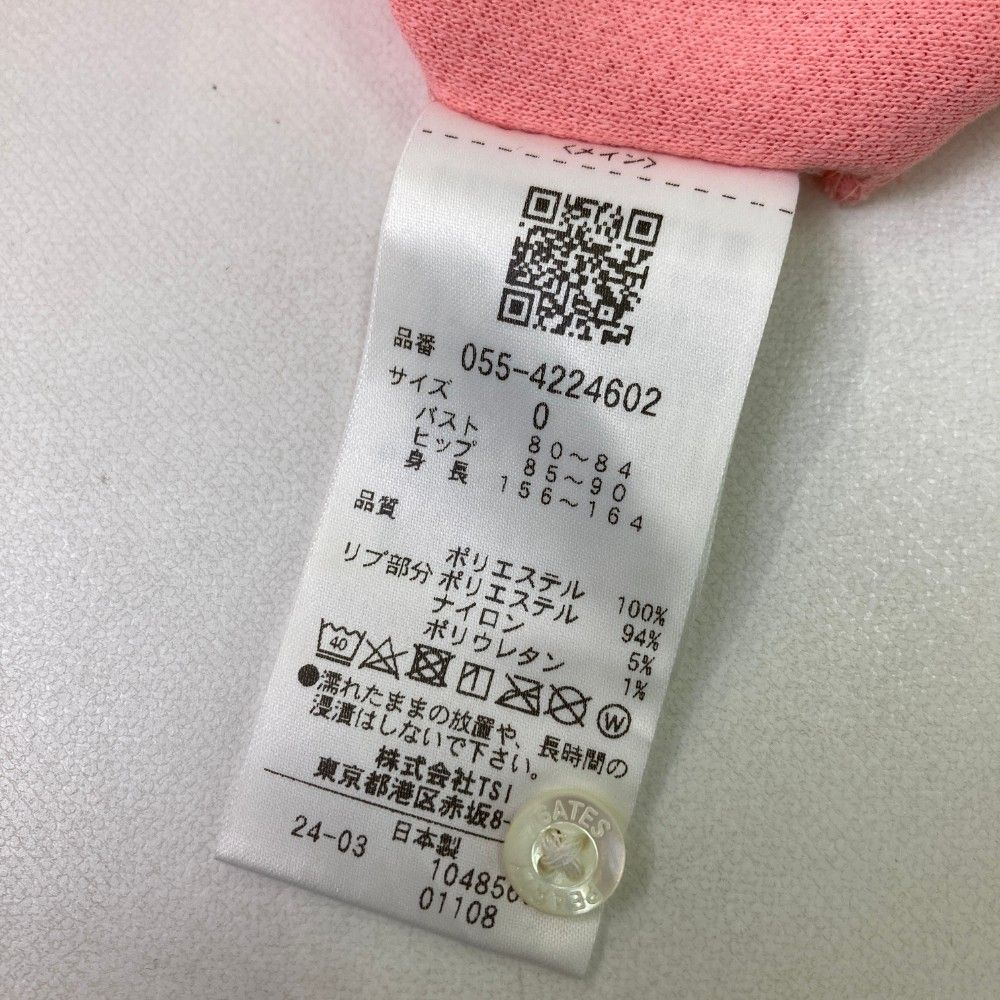 〈メイン〉
品番 055-4224602
サイズ 0
バスト 80〜84
ヒップ 85〜90
身長 156〜164
品質
ポリエステル 100%
リブ部分 ポリエステル 94%
ナイロン 5%
ポリウレタン 1%
40
W
●濡れたままの放置や、長時間の
浸漬はしないで下さい。
株式会社TSI
東京都港区赤坂8-
24-03 日本製
104856
01108
GATES
PEAR